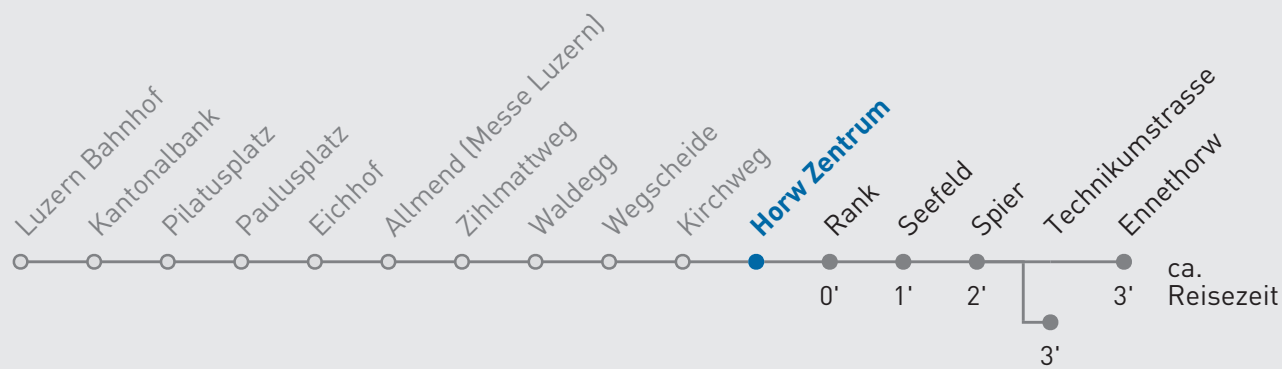 Luzern Bahnhof
Kantonalbank
Pilatusplatz
Paulusplatz
Eichhof
Allmend (Messe Luzern)
Zihlmattweg
Waldegg
Wegscheide
Kirchweg
Horw Zentrum
Rank
Seefeld
Spier
Technikumstrasse
Ennethorw
0'
1'
2'
3'
ca.
Reisezeit
3'